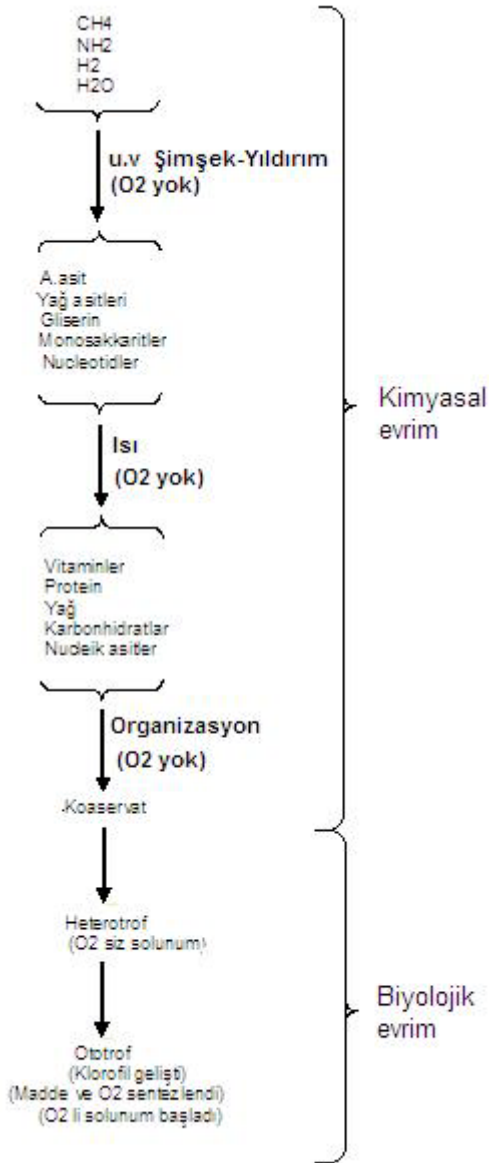 CH4
NH2
H2
H2O
u.v Şimşek-Yıldırım
(O2 yok)
A.asit
Yağ asitleri
Gliserin
Monosakkaritler
Nucleotidler
Isı
(O2 yok)
Vitaminler
Protein
Yağ
Karbonhidratlar
Nucleik asitler
Organizasyon
(O2 yok)
Koaservat
Kimyasal
evrim
Heterotrof
(O2 siz solunum)
Ototrof
(Klorofil gelişti)
(Madde ve O2 sentezlendi)
(O2 li solunum başladı)
Biyolojik
evrim